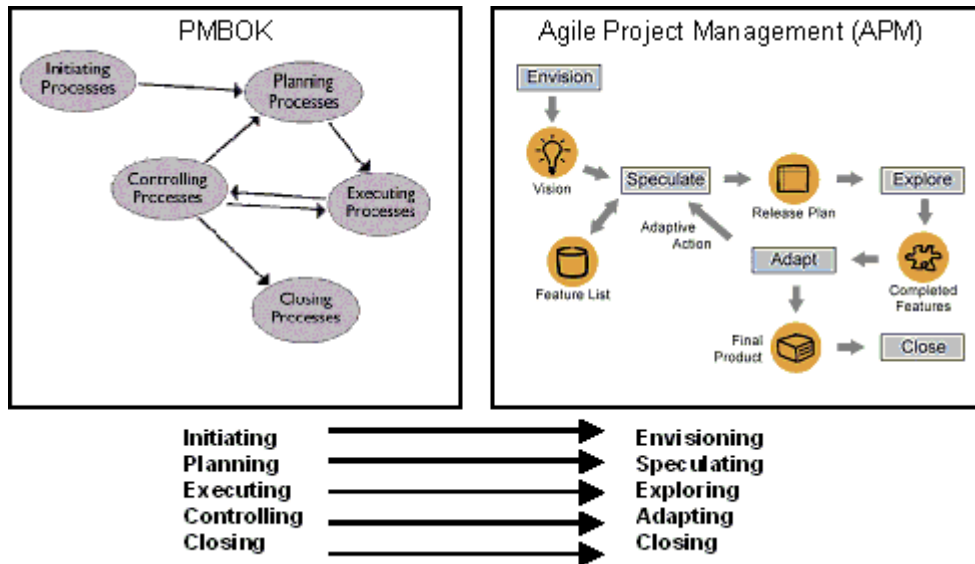 PMBOK
Initiating
Processes
Planning
Processes
Controlling
Processes
Executing
Processes
Closing
Processes
Agile Project Management (APM)
Envision
Vision
Speculate
Release Plan
Explore
Feature List
Adaptive
Action
Adapt
Completed
Features
Final
Product
Close
Initiating
Planning
Executing
Controlling
Closing
Envisioning
Speculating
Exploring
Adapting
Closing